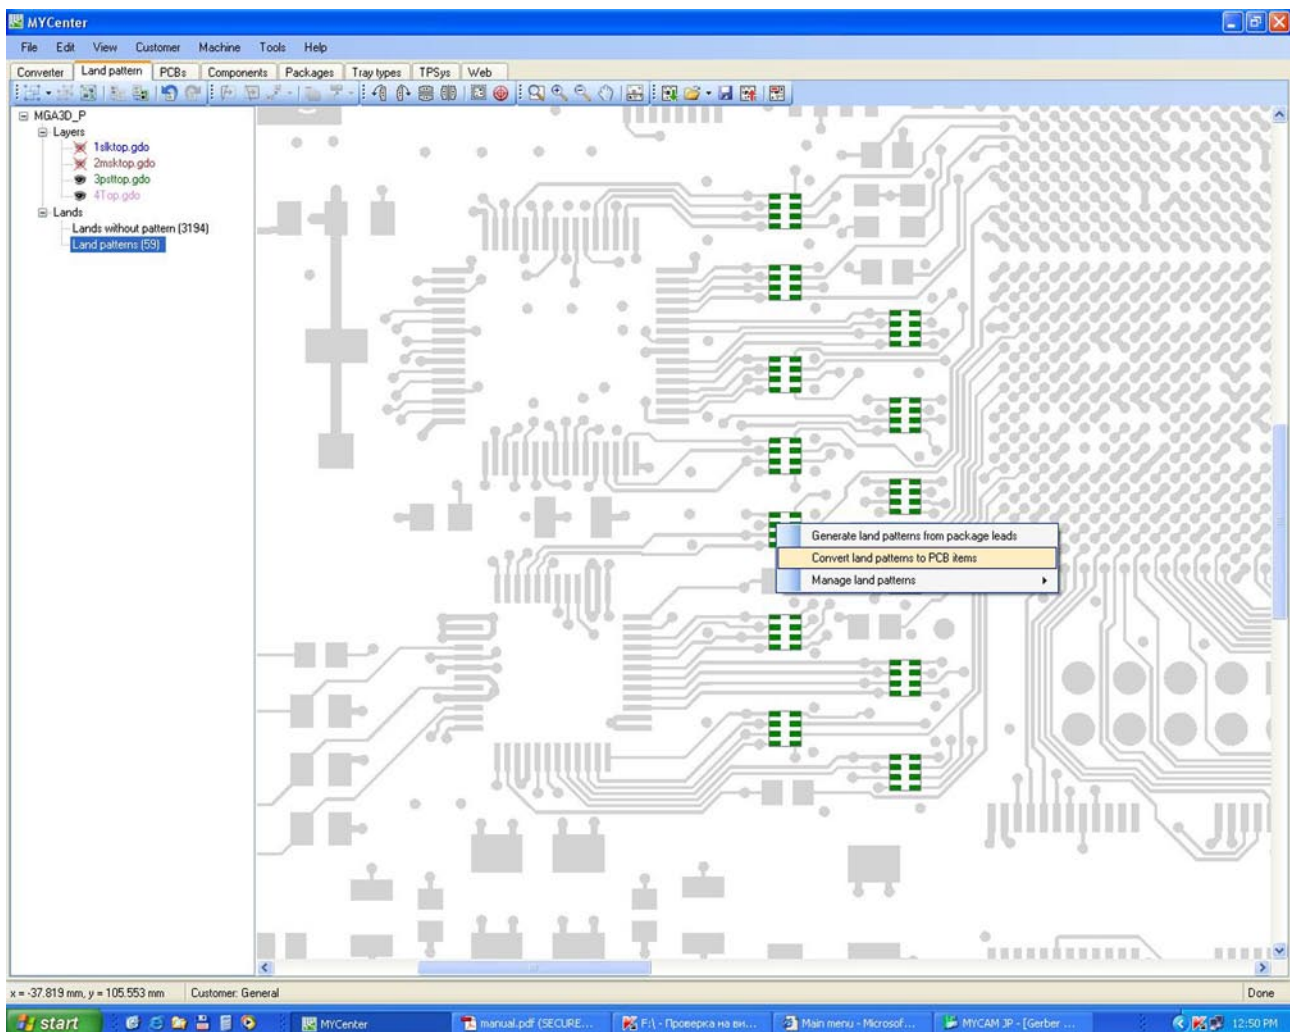 MYCenter
File Edit View Customer Machine Tools Help
Converter Land pattern PCBs Components Packages Tray types TPSys Web
MGA3D_P
Layers
1slktop.gdo
2msktop.gdo
3psttop.gdo
4Top.gdo
Lands
Lands without pattern (3194)
Land patterns (59)
Generate land patterns from package leads
Convert land patterns to PCB items
Manage land patterns
x = -37.819 mm, y = 105.553 mm Customer: General Done
start MYCenter manual.pdf (SECURE... F:\ - Проверка на ви... Main menu - Microsof... MYCAM JP - [Gerber ... 12:50 PM